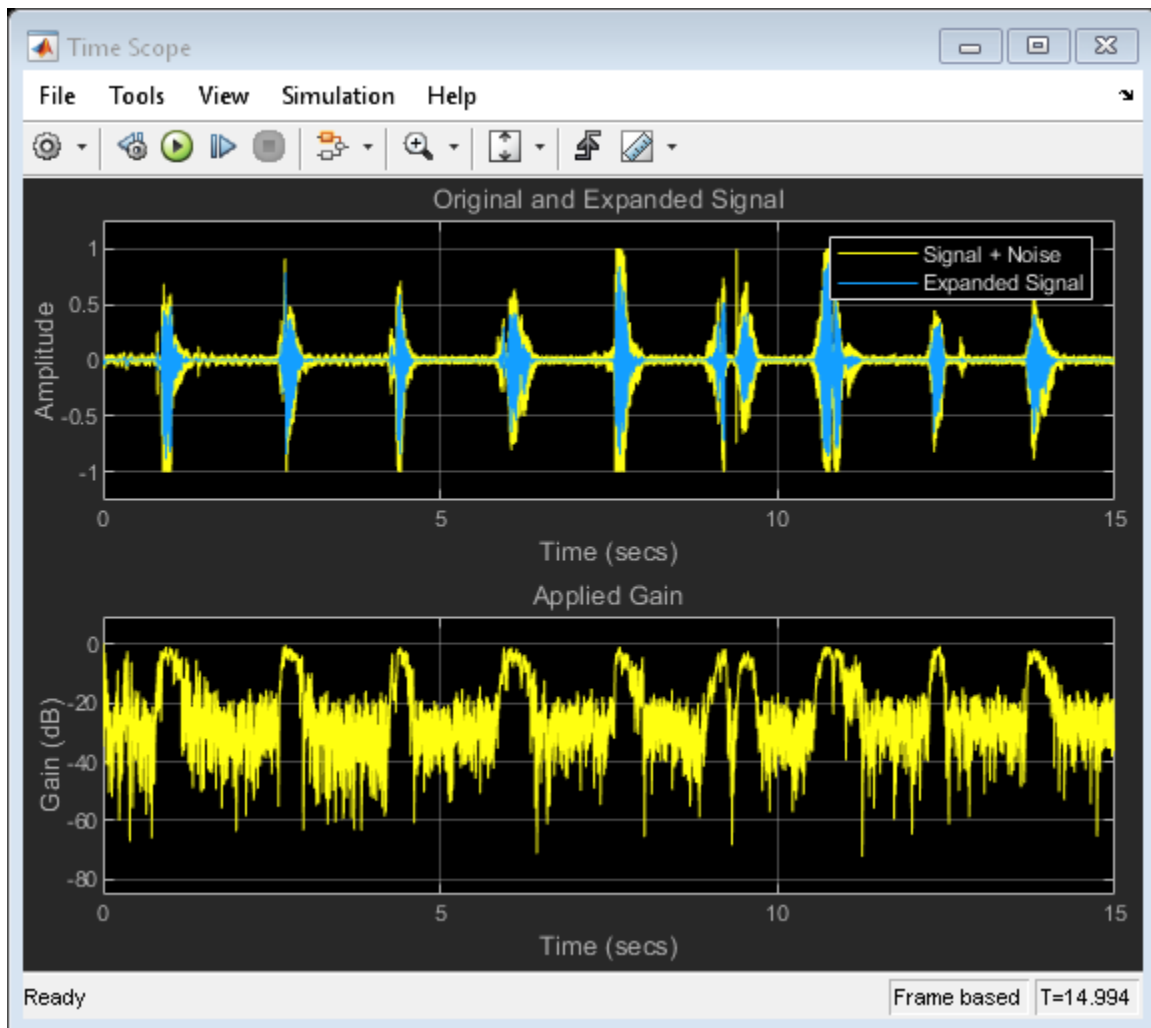 Time Scope
File Tools View Simulation Help
Original and Expanded Signal
Signal + Noise
Expanded Signal
Amplitude
1
0.5
0
-0.5
-1
0 5 10 15
Time (secs)
Applied Gain
Gain (dB)
0
-20
-40
-60
-80
0 5 10 15
Time (secs)
Ready Frame based T=14.994